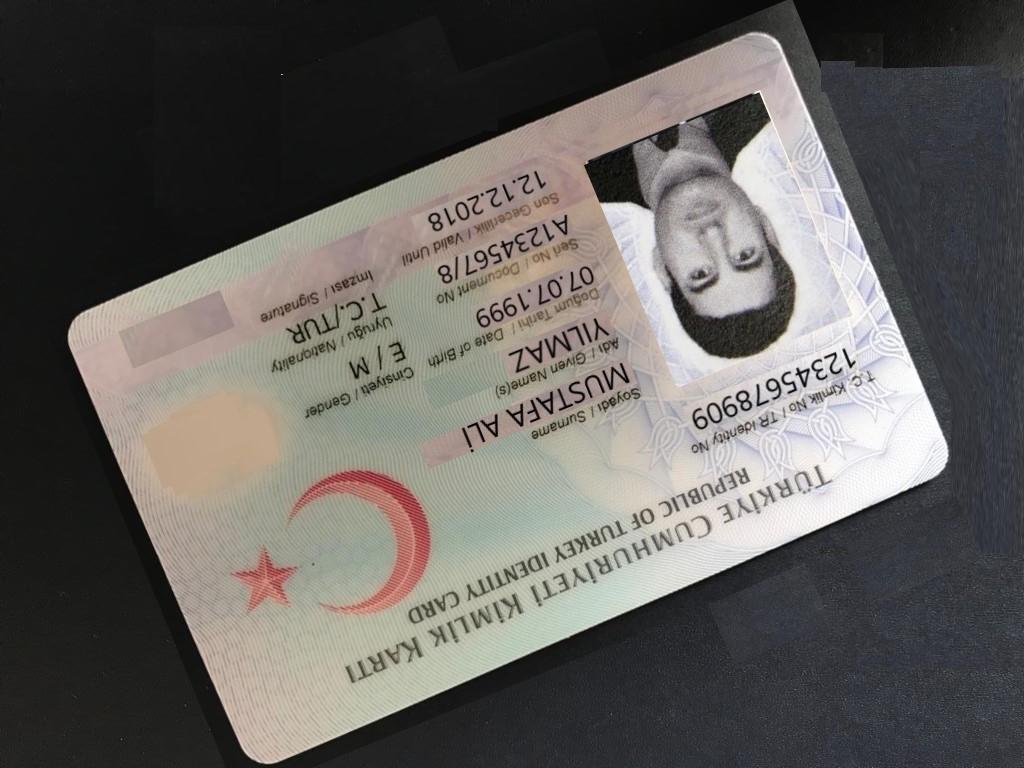 TÜRKİYE CUMHURİYETİ KİMLİK KARTI
REPUBLIC OF TURKEY IDENTITY CARD
T.C. Kimlik No / TR Identity No
12345678909
Soyadı / Surname
MUSTAFA ALİ
Adı / Given Name(s)
YILMAZ
Doğum Tarihi / Date of Birth
07.07.1999
Cinsiyeti / Gender
E / M
Seri No / Document No
A1234567/8
Uyruğu / Natıonality
T.C./TUR
Son Geçerlilik / Valid Until
12.12.2018
İmzası / Signature